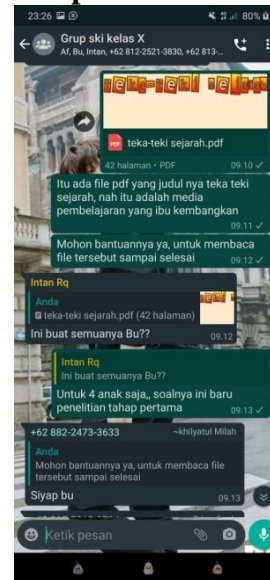 23:26
80%
Grup ski kelas X
Af, Bu, Intan, +62 812-2521-3830, +62 813-...
teka-teki sejarah.pdf
PDF
42 halaman • PDF
09.10
Itu ada file pdf yang judul nya teka teki
sejarah, nah itu adalah media
pembelajaran yang ibu kembangkan
09.11
Mohon bantuannya ya, untuk membaca
file tersebut sampai selesai
09.12
Intan Rq
Anda
teka-teki sejarah.pdf (42 halaman)
Ini buat semuanya Bu??
09.12
Intan Rq
Ini buat semuanya Bu??
Untuk 4 anak saja,, soalnya ini baru
penelitian tahap pertama
09.13
+62 882-2473-3633 ~khilyatul Milah
Anda
Mohon bantuannya ya, untuk membaca file
tersebut sampai selesai
Siyap bu
09.13
Ketik pesan